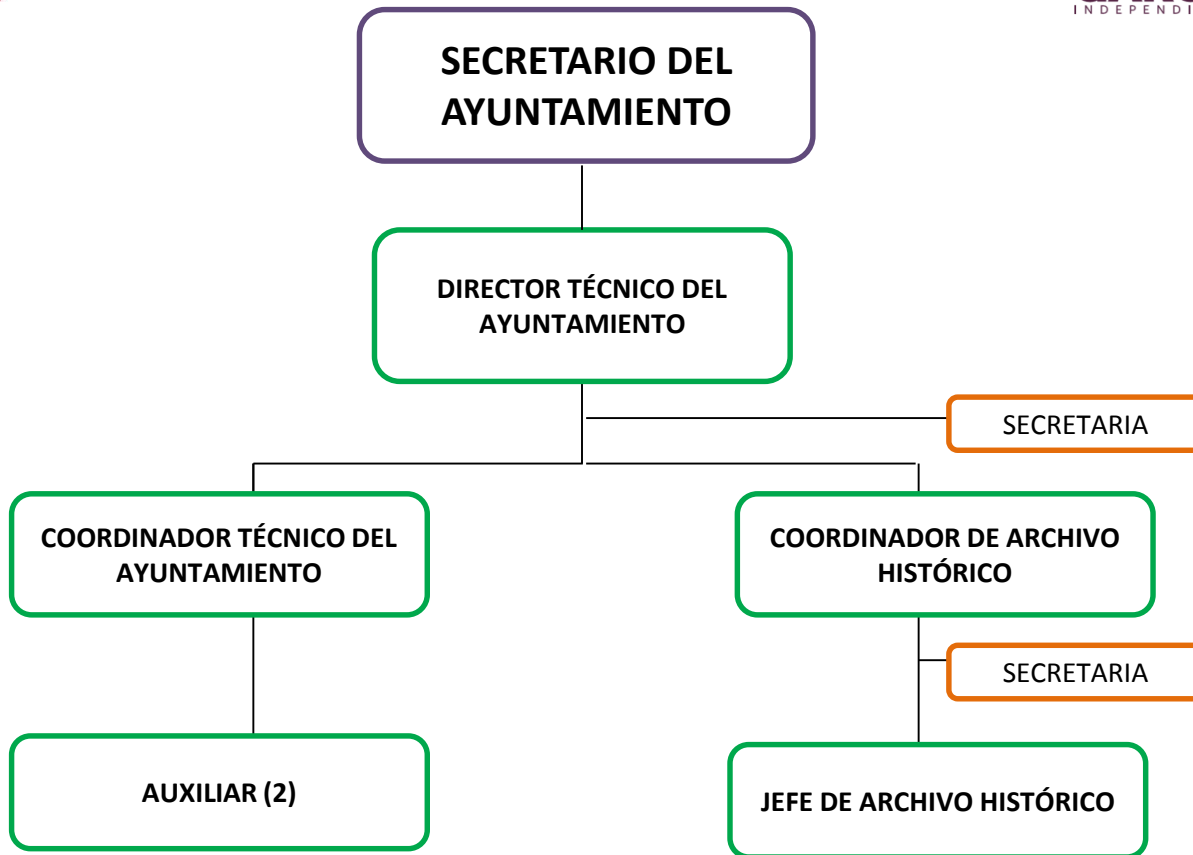 SECRETARIO DEL
AYUNTAMIENTO
DIRECTOR TÉCNICO DEL
AYUNTAMIENTO
SECRETARIA
COORDINADOR TÉCNICO DEL
AYUNTAMIENTO
COORDINADOR DE ARCHIVO
HISTÓRICO
SECRETARIA
AUXILIAR (2)
JEFE DE ARCHIVO HISTÓRICO